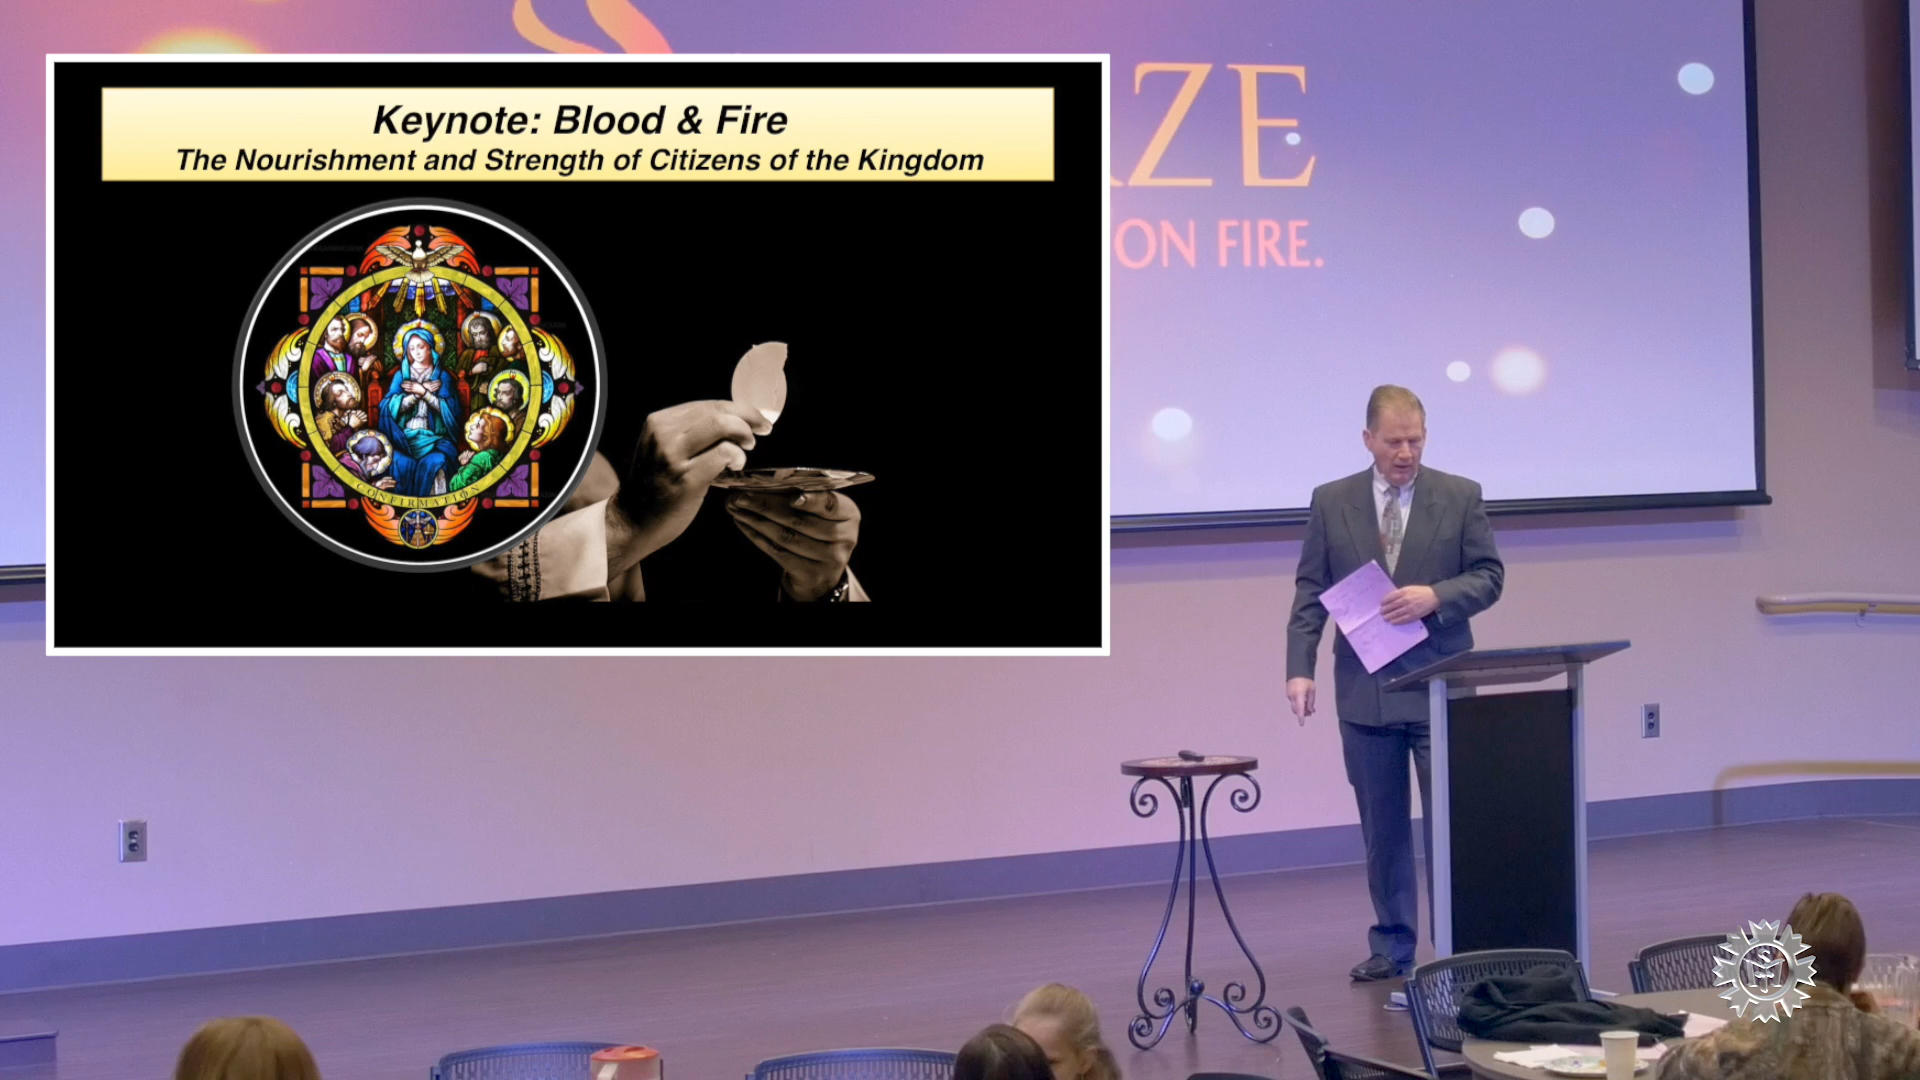 Keynote: Blood & Fire
The Nourishment and Strength of Citizens of the Kingdom
CONFIRMATION
ZE
ON FIRE.